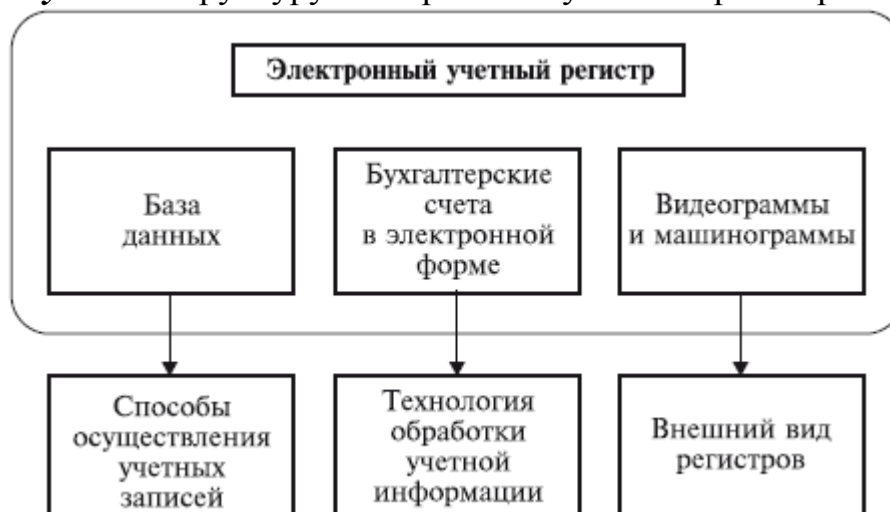 Электронный учетный регистр
База
данных
Бухгалтерские
счета
в электронной
форме
Видеограммы
и машинограммы
Способы
осуществления
учетных
записей
Технология
обработки
учетной
информации
Внешний вид
регистров